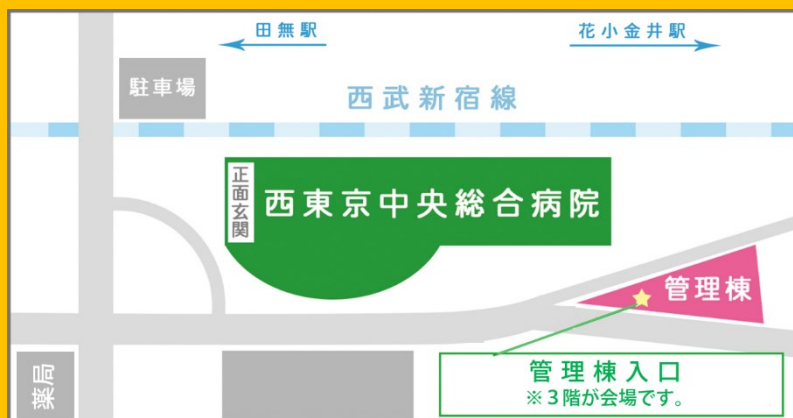 田無駅
花小金井駅
駐車場
西武新宿線
正面玄関
西東京中央総合病院
管理棟
薬局
管理棟入口
※３階が会場です。